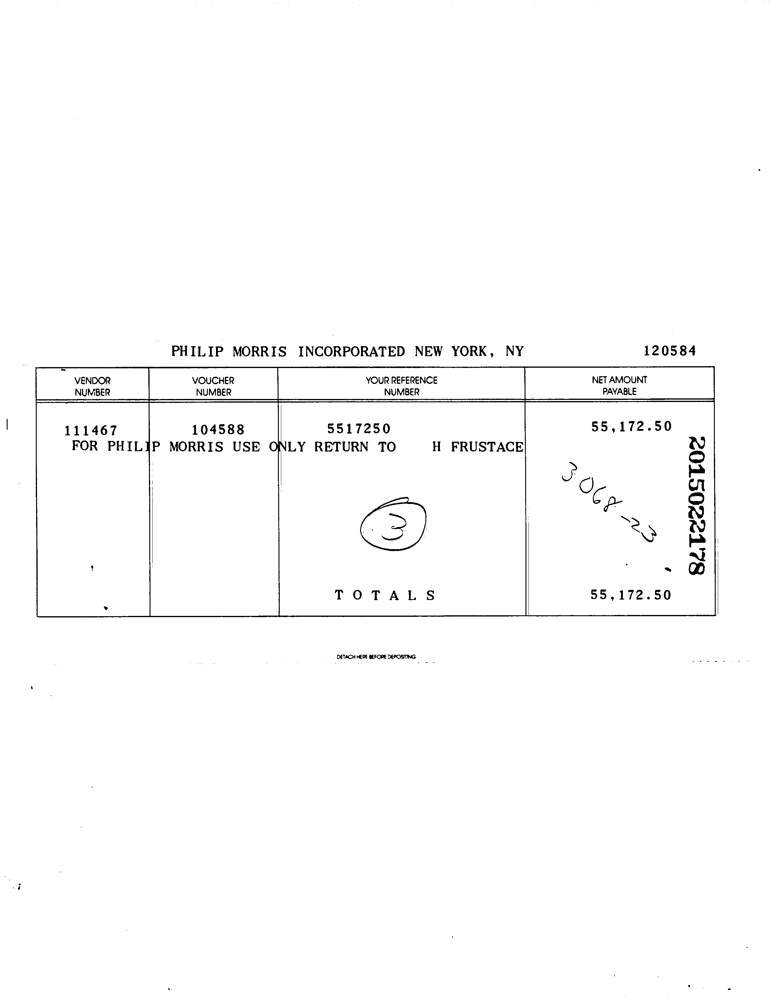 PHILIP MORRIS INCORPORATED NEW YORK, NY 120584
VENDOR NUMBER VOUCHER NUMBER YOUR REFERENCE NUMBER NET AMOUNT PAYABLE
111467 104588 5517250 55,172.50
FOR PHILIP MORRIS USE ONLY RETURN TO H FRUSTACE
3068-23
3
2015022178
TOTALS 55,172.50
DETACH HERE BEFORE DEPOSITING